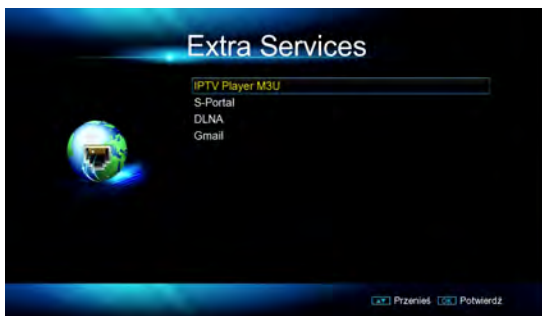 Extra Services
IPTV Player M3U
S-Portal
DLNA
Gmail
▲▼ Przenieś OK Potwierdź